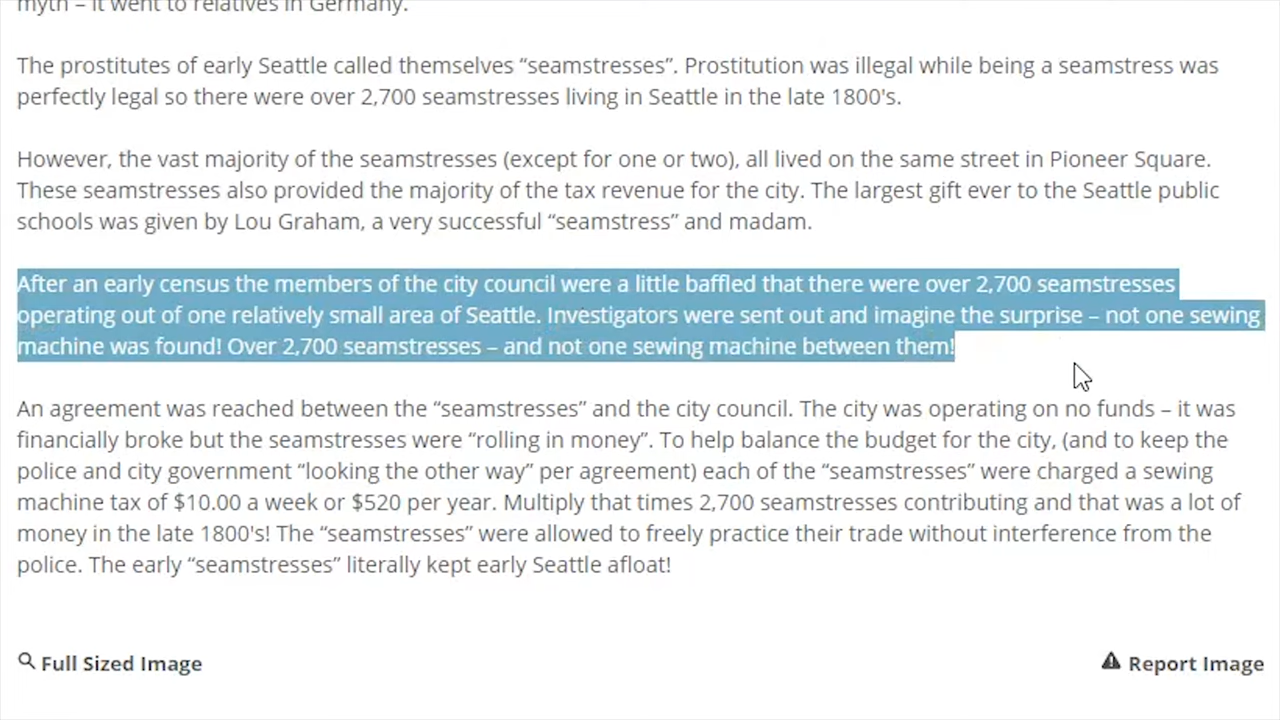 myth – it went to relatives in Germany.
The prostitutes of early Seattle called themselves “seamstresses”. Prostitution was illegal while being a seamstress was
perfectly legal so there were over 2,700 seamstresses living in Seattle in the late 1800's.
However, the vast majority of the seamstresses (except for one or two), all lived on the same street in Pioneer Square.
These seamstresses also provided the majority of the tax revenue for the city. The largest gift ever to the Seattle public
schools was given by Lou Graham, a very successful “seamstress” and madam.
After an early census the members of the city council were a little baffled that there were over 2,700 seamstresses
operating out of one relatively small area of Seattle. Investigators were sent out and imagine the surprise – not one sewing
machine was found! Over 2,700 seamstresses – and not one sewing machine between them!
An agreement was reached between the “seamstresses” and the city council. The city was operating on no funds – it was
financially broke but the seamstresses were “rolling in money”. To help balance the budget for the city, (and to keep the
police and city government “looking the other way” per agreement) each of the “seamstresses” were charged a sewing
machine tax of $10.00 a week or $520 per year. Multiply that times 2,700 seamstresses contributing and that was a lot of
money in the late 1800's! The “seamstresses” were allowed to freely practice their trade without interference from the
police. The early “seamstresses” literally kept early Seattle afloat!
Full Sized Image
Report Image